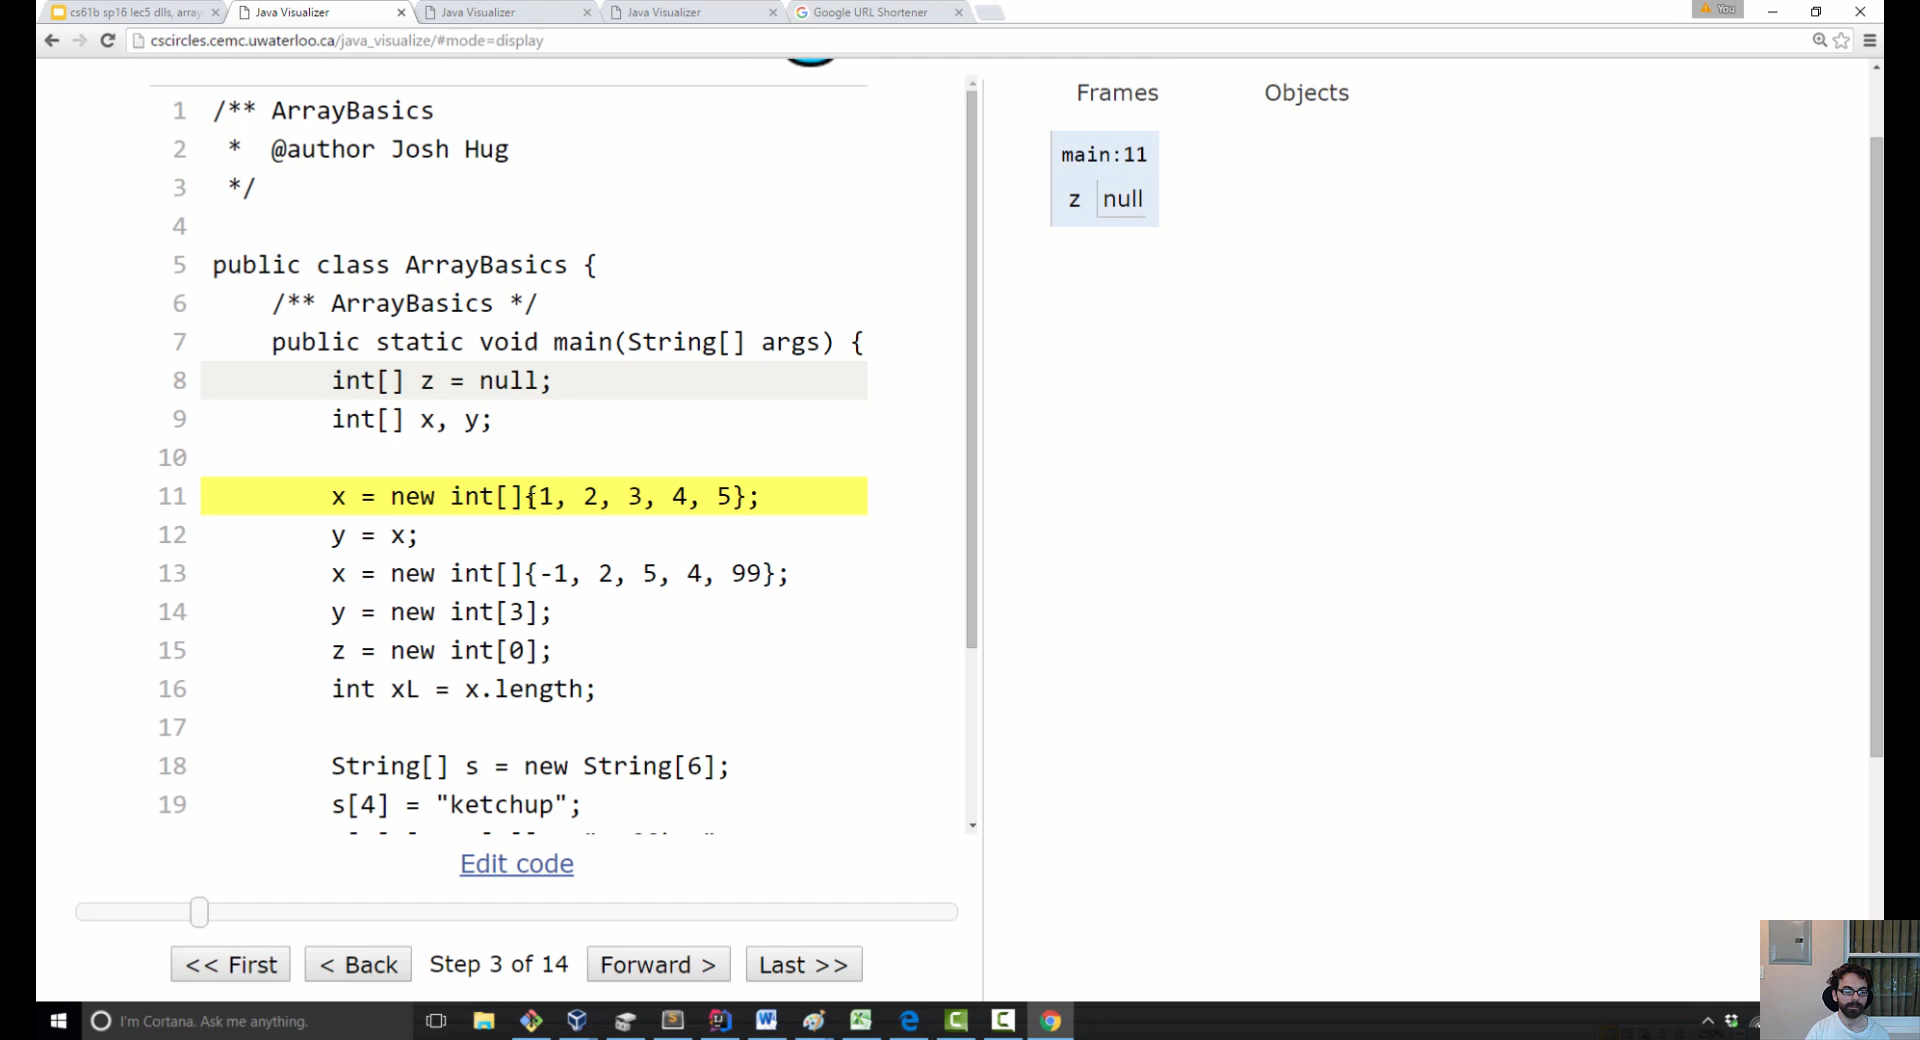 cs61b sp16 lec5 dlls, array
Java Visualizer
Java Visualizer
Java Visualizer
Google URL Shortener
You
cscircles.cemc.uwaterloo.ca/java_visualize/#mode=display
1 /** ArrayBasics
2 * @author Josh Hug
3 */
4
5 public class ArrayBasics {
6 /** ArrayBasics */
7 public static void main(String[] args) {
8 int[] z = null;
9 int[] x, y;
10
11 x = new int[]{1, 2, 3, 4, 5};
12 y = x;
13 x = new int[]{-1, 2, 5, 4, 99};
14 y = new int[3];
15 z = new int[0];
16 int xL = x.length;
17
18 String[] s = new String[6];
19 s[4] = "ketchup";
Edit code
<< First
< Back
Step 3 of 14
Forward >
Last >>
Frames
Objects
main:11
z null
I'm Cortana. Ask me anything.